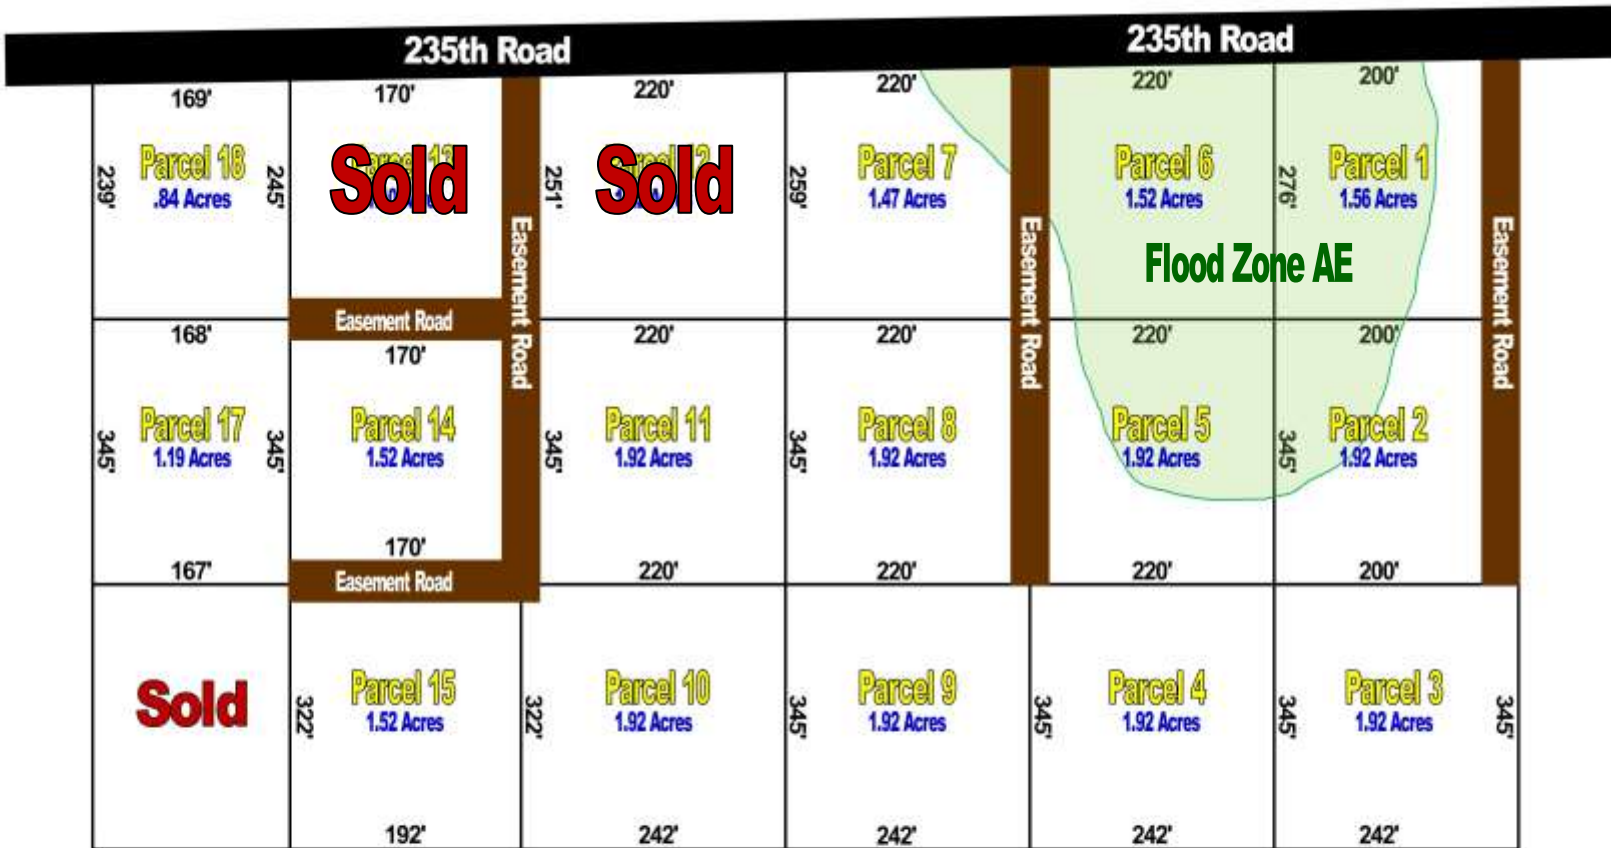 235th Road
235th Road
169'
170'
220'
220'
220'
200'
Parcel 18
.84 Acres
239'
245'
Sold
251'
Sold
259'
Parcel 7
1.47 Acres
Parcel 6
1.52 Acres
276'
Parcel 1
1.56 Acres
Flood Zone AE
Easement Road
Easement Road
Easement Road
Easement Road
168'
170'
220'
220'
220'
200'
Parcel 17
1.19 Acres
345'
345'
Parcel 14
1.52 Acres
345'
Parcel 11
1.92 Acres
345'
Parcel 8
1.92 Acres
Parcel 5
1.92 Acres
345'
Parcel 2
1.92 Acres
167'
170'
220'
220'
220'
200'
Easement Road
Sold
322'
Parcel 15
1.52 Acres
322'
Parcel 10
1.92 Acres
345'
Parcel 9
1.92 Acres
345'
Parcel 4
1.92 Acres
345'
Parcel 3
1.92 Acres
345'
192'
242'
242'
242'
242'